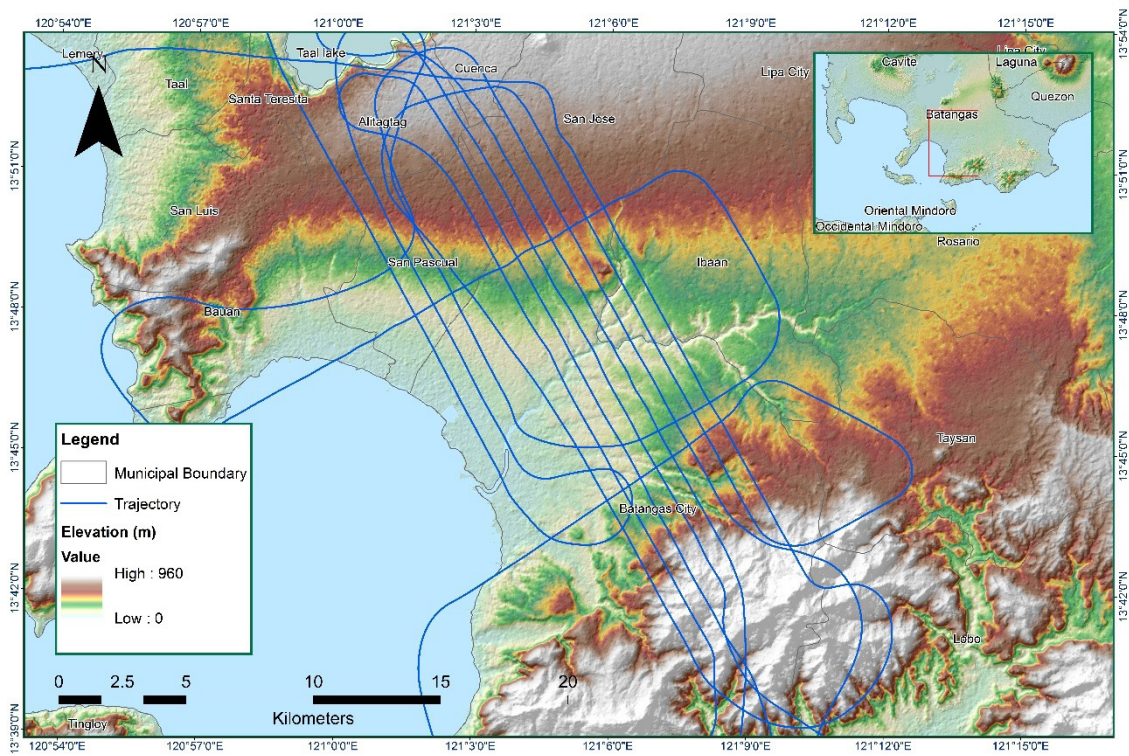 120°54'0"E 120°57'0"E 121°0'0"E 121°3'0"E 121°6'0"E 121°9'0"E 121°12'0"E 121°15'0"E
13°54'0"N
13°51'0"N 13°51'0"N
13°48'0"N 13°48'0"N
13°45'0"N 13°45'0"N
13°42'0"N 13°42'0"N
13°39'0"N 13°39'0"N
Lemery
N
Taal lake
Cuenca
Lipa City
Lipa City
Taal
Santa Teresita
Alitagtag
San Jose
San Luis
San Pascual
Ibaan
Rosario
Bauan
Taysan
Batangas City
Lobo
Tingloy
Cavite
Laguna
Quezon
Batangas
Oriental Mindoro
Occidental Mindoro
Legend
Municipal Boundary
Trajectory
Elevation (m)
Value
High : 960
Low : 0
0 2.5 5 10 15 20
Kilometers
120°54'0"E 120°57'0"E 121°0'0"E 121°3'0"E 121°6'0"E 121°9'0"E 121°12'0"E 121°15'0"E